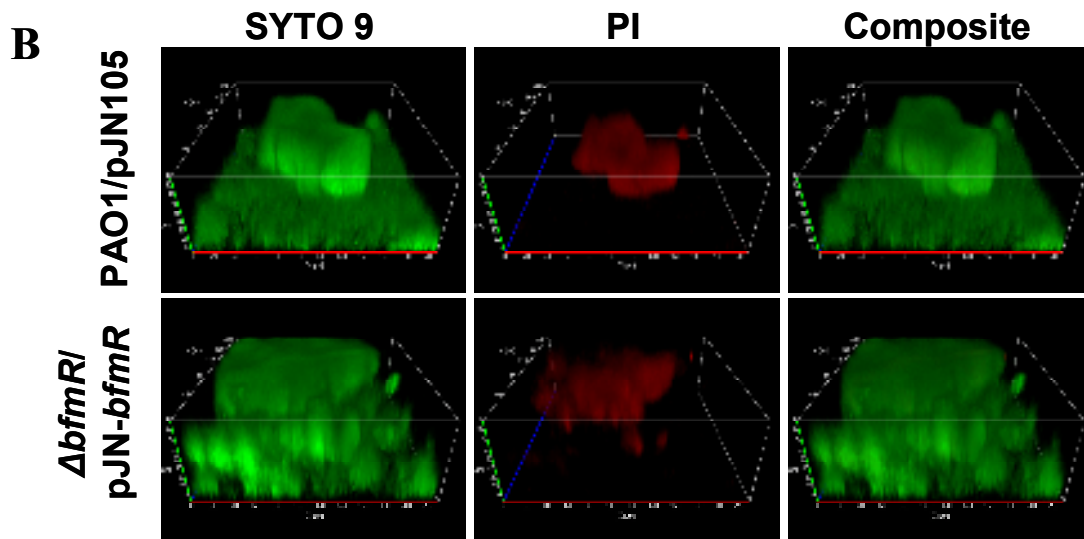 B
SYTO 9
PI
Composite
PAO1/pJN105
ΔbfmR/
pJN-bfmR